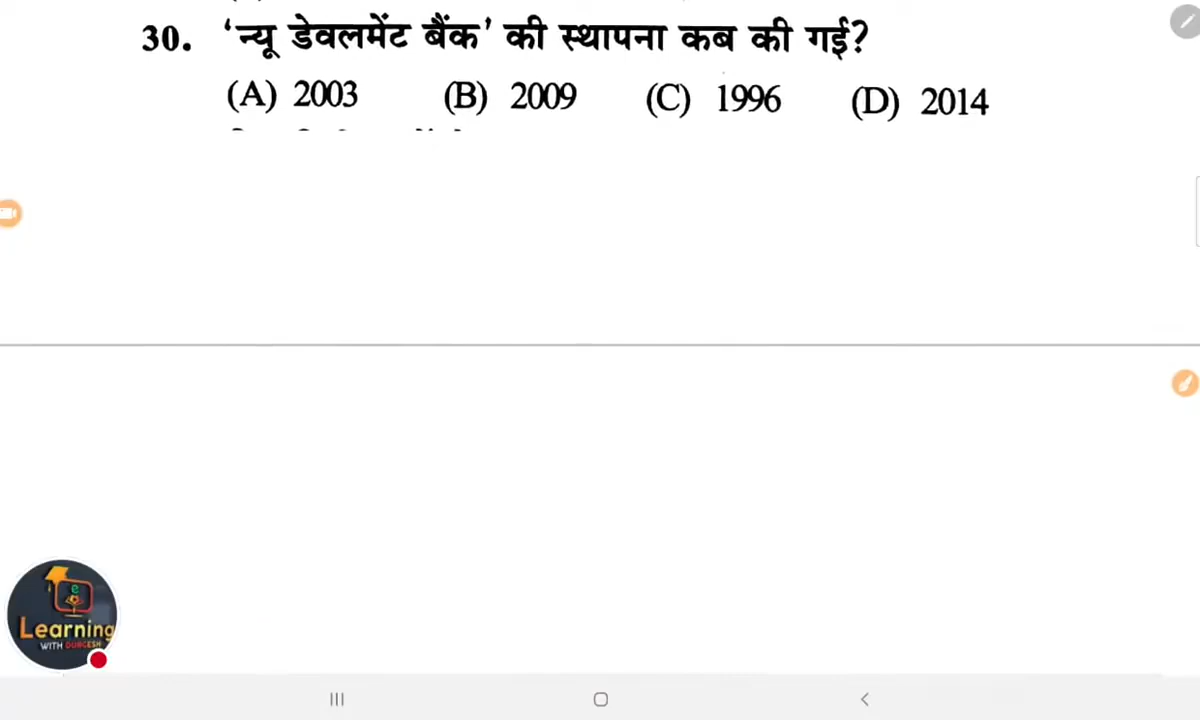 30. ‘न्यू डेवलमेंट बैंक’ की स्थापना कब की गई?
(A) 2003 (B) 2009 (C) 1996 (D) 2014
e
Learning
WITH DURGESH